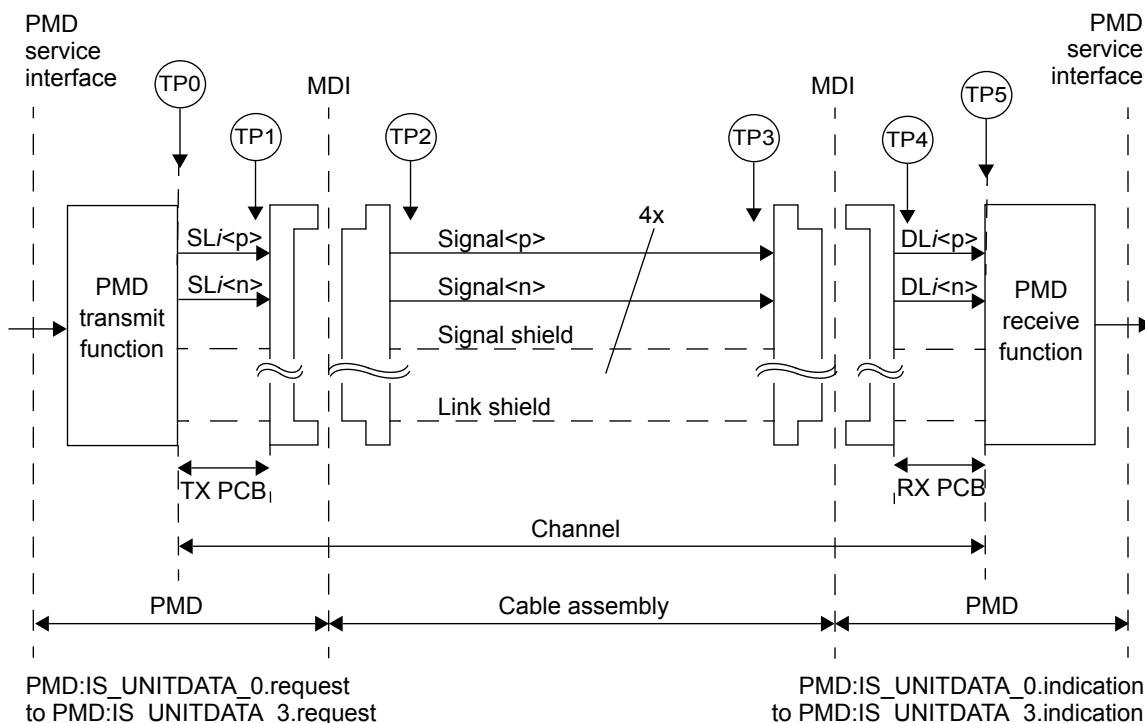 PMD
service
interface
PMD
service
interface
TP0
TP5
MDI
MDI
TP1
TP2
TP3
TP4
4x
SLi<p>
Signal<p>
DLi<p>
SLi<n>
Signal<n>
DLi<n>
PMD
transmit
function
PMD
receive
function
Signal shield
Link shield
TX PCB
RX PCB
Channel
PMD
Cable assembly
PMD
PMD:IS_UNITDATA_0.request
to PMD:IS_UNITDATA_3.request
PMD:IS_UNITDATA_0.indication
to PMD:IS_UNITDATA_3.indication